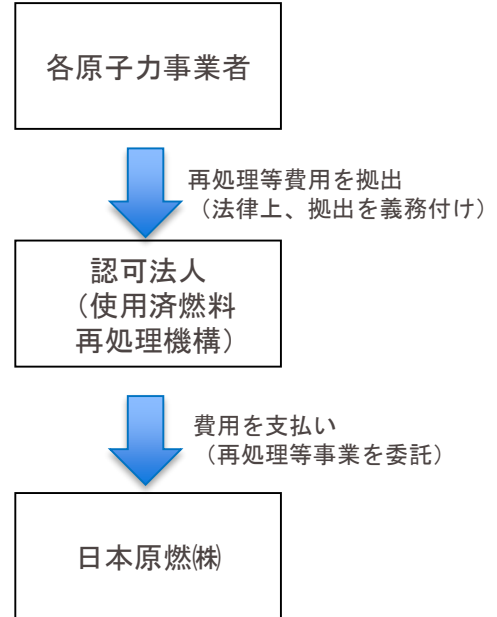 各原子力事業者
再処理等費用を拠出
（法律上、拠出を義務付け）
認可法人
（使用済燃料
再処理機構）
費用を支払い
（再処理等事業を委託）
日本原燃㈱